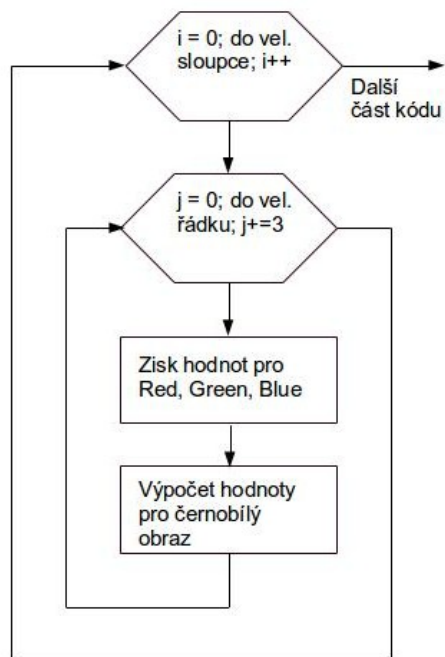 i = 0; do vel.
sloupce; i++
Další
část kódu
j = 0; do vel.
řádku; j+=3
Zisk hodnot pro
Red, Green, Blue
Výpočet hodnoty
pro černobílý
obraz